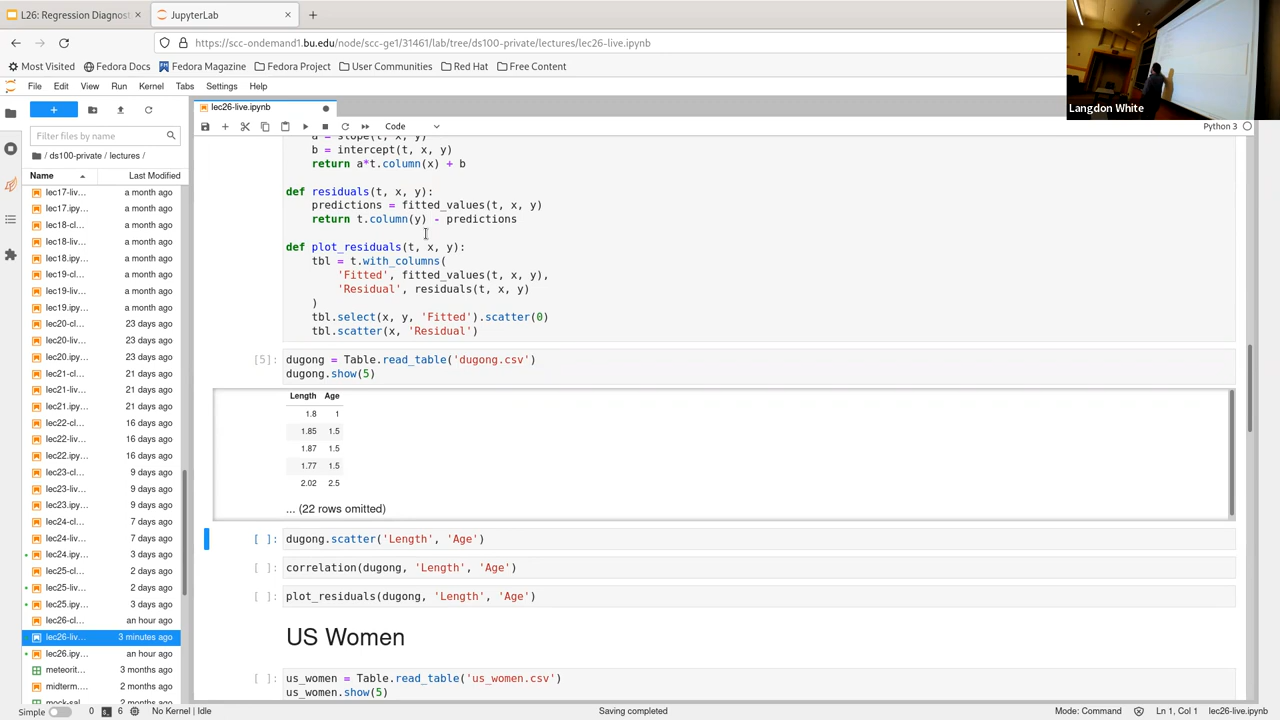 L26: Regression Diagnost
JupyterLab
https://scc-ondemand1.bu.edu/node/scc-ge1/31461/lab/tree/ds100-private/lectures/lec26-live.ipynb
Most Visited
Fedora Docs
Fedora Magazine
Fedora Project
User Communities
Red Hat
Free Content
Langdon White
File
Edit
View
Run
Kernel
Tabs
Settings
Help
lec26-live.ipynb
Code
Python 3
Filter files by name
/ ds100-private / lectures /
Name
Last Modified
lec17-liv... a month ago
lec17.ipy... a month ago
lec18-cl... a month ago
lec18-liv... a month ago
lec18.ipy... a month ago
lec19-cl... a month ago
lec19-liv... a month ago
lec19.ipy... a month ago
lec20-cl... 23 days ago
lec20-liv... 23 days ago
lec20.ipy... 23 days ago
lec21-cl... 21 days ago
lec21-liv... 21 days ago
lec21.ipy... 21 days ago
lec22-cl... 16 days ago
lec22-liv... 16 days ago
lec22.ipy... 16 days ago
lec23-cl... 9 days ago
lec23-liv... 9 days ago
lec23.ipy... 9 days ago
lec24-cl... 7 days ago
lec24-liv... 7 days ago
lec24.ipy... 3 days ago
lec25-cl... 2 days ago
lec25-liv... 2 days ago
lec25.ipy... 3 days ago
lec26-cl... an hour ago
lec26-liv... 3 minutes ago
lec26.ipy... an hour ago
meteorit... 3 months ago
midterm.... 2 months ago
mock-sal... 2 months ago
a = slope(t, x, y)
b = intercept(t, x, y)
return a*t.column(x) + b
def residuals(t, x, y):
predictions = fitted_values(t, x, y)
return t.column(y) - predictions
def plot_residuals(t, x, y):
tbl = t.with_columns(
'Fitted', fitted_values(t, x, y),
'Residual', residuals(t, x, y)
)
tbl.select(x, y, 'Fitted').scatter(0)
tbl.scatter(x, 'Residual')
[5]: dugong = Table.read_table('dugong.csv')
dugong.show(5)
Length Age
1.8 1
1.85 1.5
1.87 1.5
1.77 1.5
2.02 2.5
... (22 rows omitted)
[ ]: dugong.scatter('Length', 'Age')
[ ]: correlation(dugong, 'Length', 'Age')
[ ]: plot_residuals(dugong, 'Length', 'Age')
US Women
[ ]: us_women = Table.read_table('us_women.csv')
us_women.show(5)
Simple
0
6
No Kernel | Idle
Saving completed
Mode: Command
Ln 1, Col 1
lec26-live.ipynb